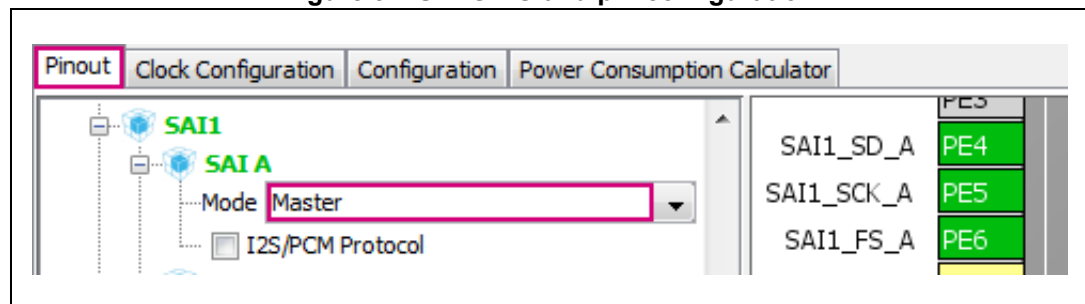 Pinout Clock Configuration Configuration Power Consumption Calculator
SAI1
SAI A
Mode Master
I2S/PCM Protocol
PE3
SAI1_SD_A PE4
SAI1_SCK_A PE5
SAI1_FS_A PE6